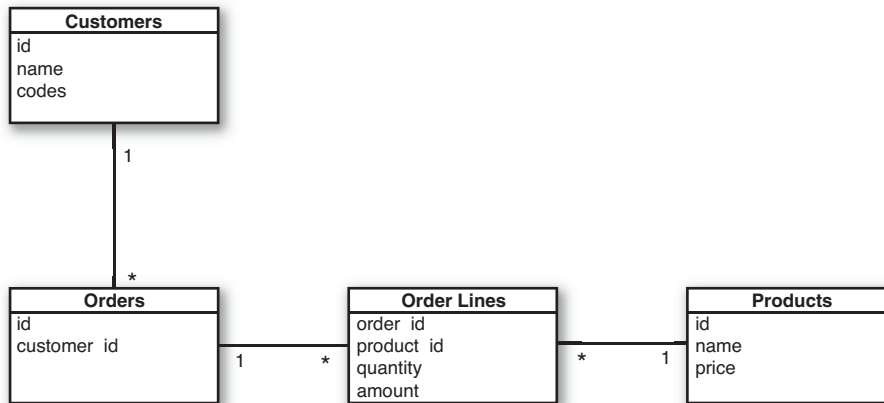 Customers
id
name
codes
1
*
Orders
id
customer id
1
*
Order Lines
order id
product id
quantity
amount
*
1
Products
id
name
price